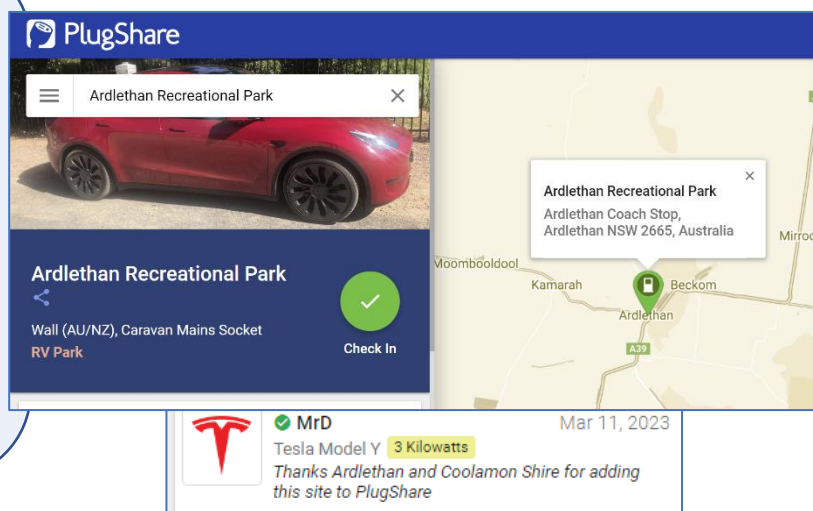 PlugShare
Ardlethan Recreational Park
Ardlethan Recreational Park
Wall (AU/NZ), Caravan Mains Socket
RV Park
Check In
Ardlethan Recreational Park
Ardlethan Coach Stop,
Ardlethan NSW 2665, Australia
Moombooldool
Kamarah
Beckom
Ardlethan
A39
MrD
Mar 11, 2023
Tesla Model Y 3 Kilowatts
Thanks Ardlethan and Coolamon Shire for adding
this site to PlugShare